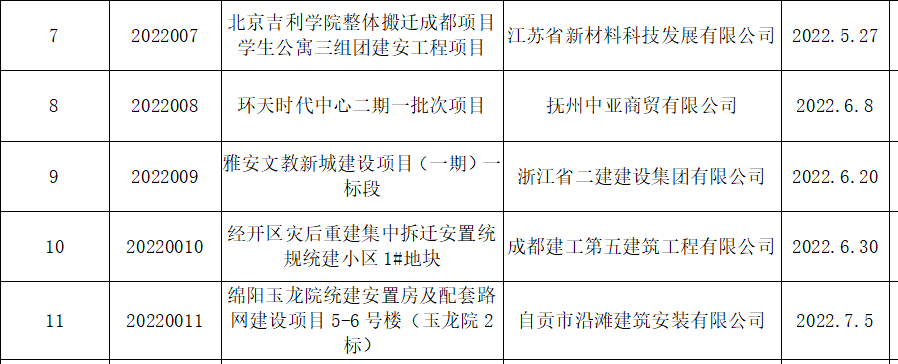 7 2022007 北京吉利学院整体搬迁成都项目
学生公寓三组团建安工程项目 江苏省新材料科技发展有限公司 2022.5.27
8 2022008 环天时代中心二期一批次项目 抚州中亚商贸有限公司 2022.6.8
9 2022009 雅安文教新城建设项目（一期）一
标段 浙江省二建建设集团有限公司 2022.6.20
10 20220010 经开区灾后重建集中拆迁安置统
规统建小区1#地块 成都建工第五建筑工程有限公司 2022.6.30
11 20220011 绵阳玉龙院统建安置房及配套路
网建设项目5-6号楼（玉龙院2
标） 自贡市沿滩建筑安装有限公司 2022.7.5